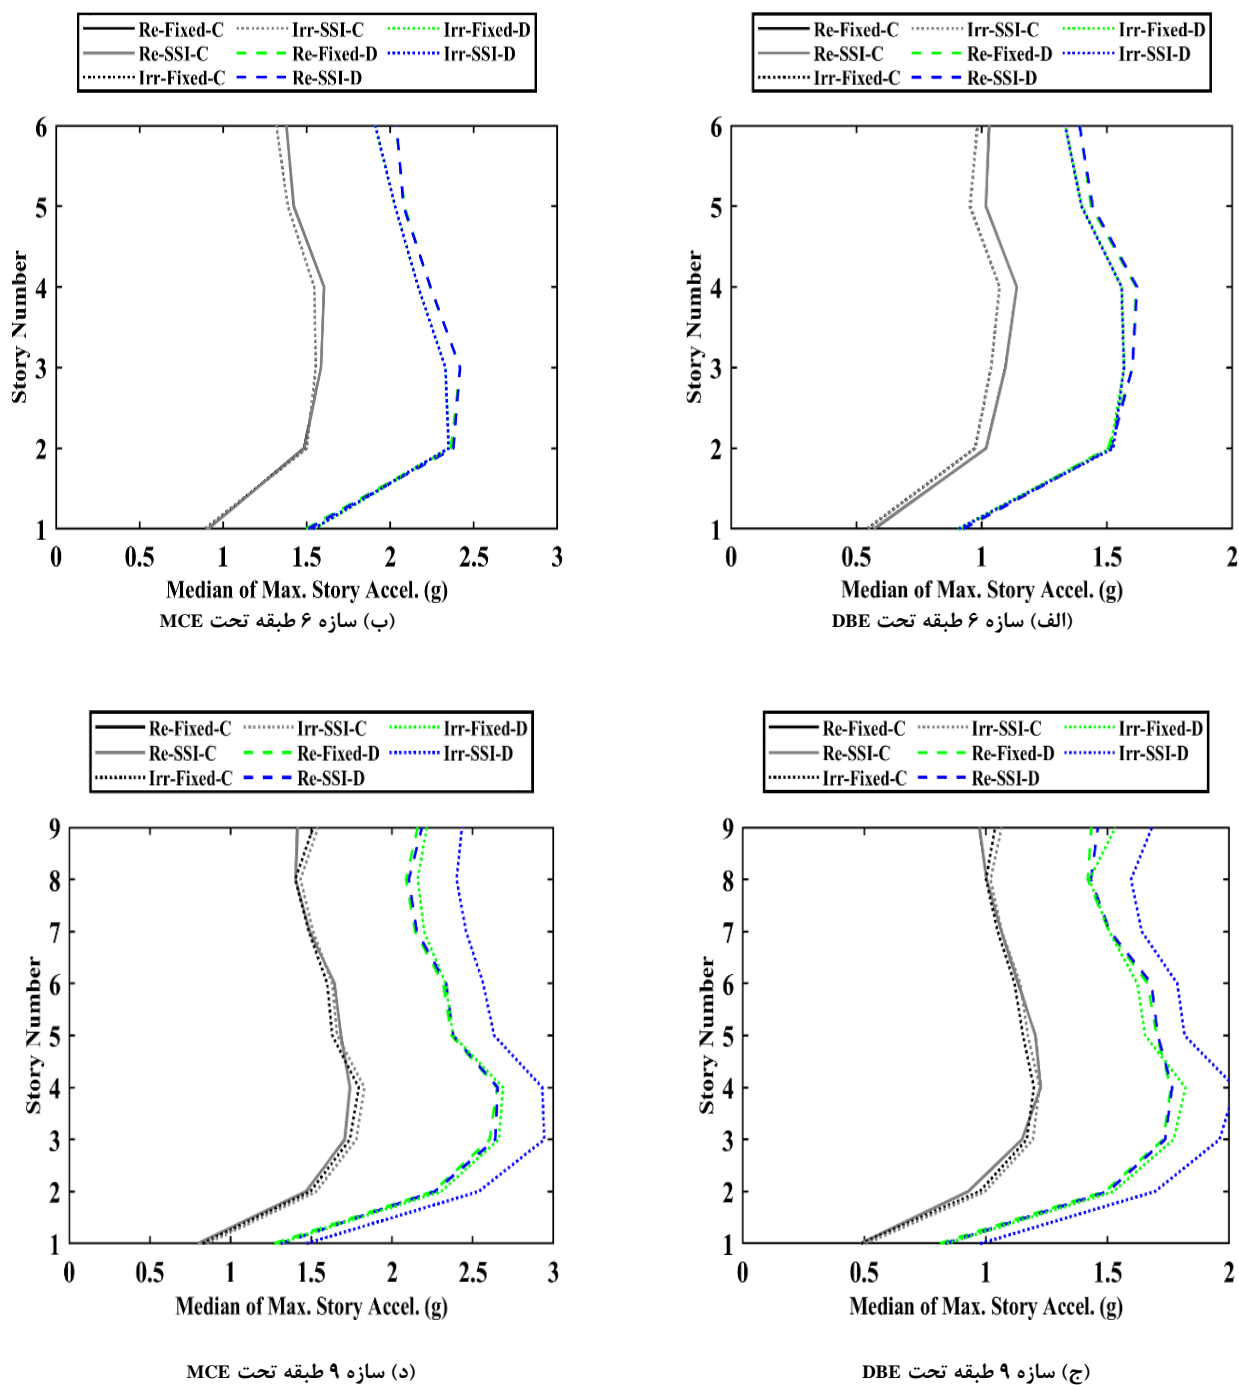 Re-Fixed-C Irr-SSI-C Irr-Fixed-D
Re-SSI-C Re-Fixed-D Irr-SSI-D
Irr-Fixed-C Re-SSI-D
6
5
4
3
2
1
Story Number
0 0.5 1 1.5 2 2.5 3
Median of Max. Story Accel. (g)
(ب) سازه ۶ طبقه تحت MCE
Re-Fixed-C Irr-SSI-C Irr-Fixed-D
Re-SSI-C Re-Fixed-D Irr-SSI-D
Irr-Fixed-C Re-SSI-D
6
5
4
3
2
1
Story Number
0 0.5 1 1.5 2
Median of Max. Story Accel. (g)
(الف) سازه ۶ طبقه تحت DBE
Re-Fixed-C Irr-SSI-C Irr-Fixed-D
Re-SSI-C Re-Fixed-D Irr-SSI-D
Irr-Fixed-C Re-SSI-D
9
8
7
6
5
4
3
2
1
Story Number
0 0.5 1 1.5 2 2.5 3
Median of Max. Story Accel. (g)
(د) سازه ۹ طبقه تحت MCE
Re-Fixed-C Irr-SSI-C Irr-Fixed-D
Re-SSI-C Re-Fixed-D Irr-SSI-D
Irr-Fixed-C Re-SSI-D
9
8
7
6
5
4
3
2
1
Story Number
0 0.5 1 1.5 2
Median of Max. Story Accel. (g)
(ج) سازه ۹ طبقه تحت DBE